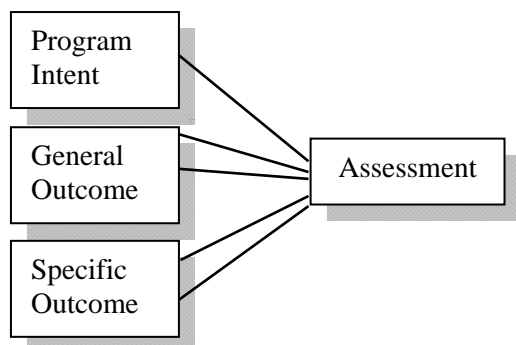 Program
Intent
General
Outcome
Assessment
Specific
Outcome